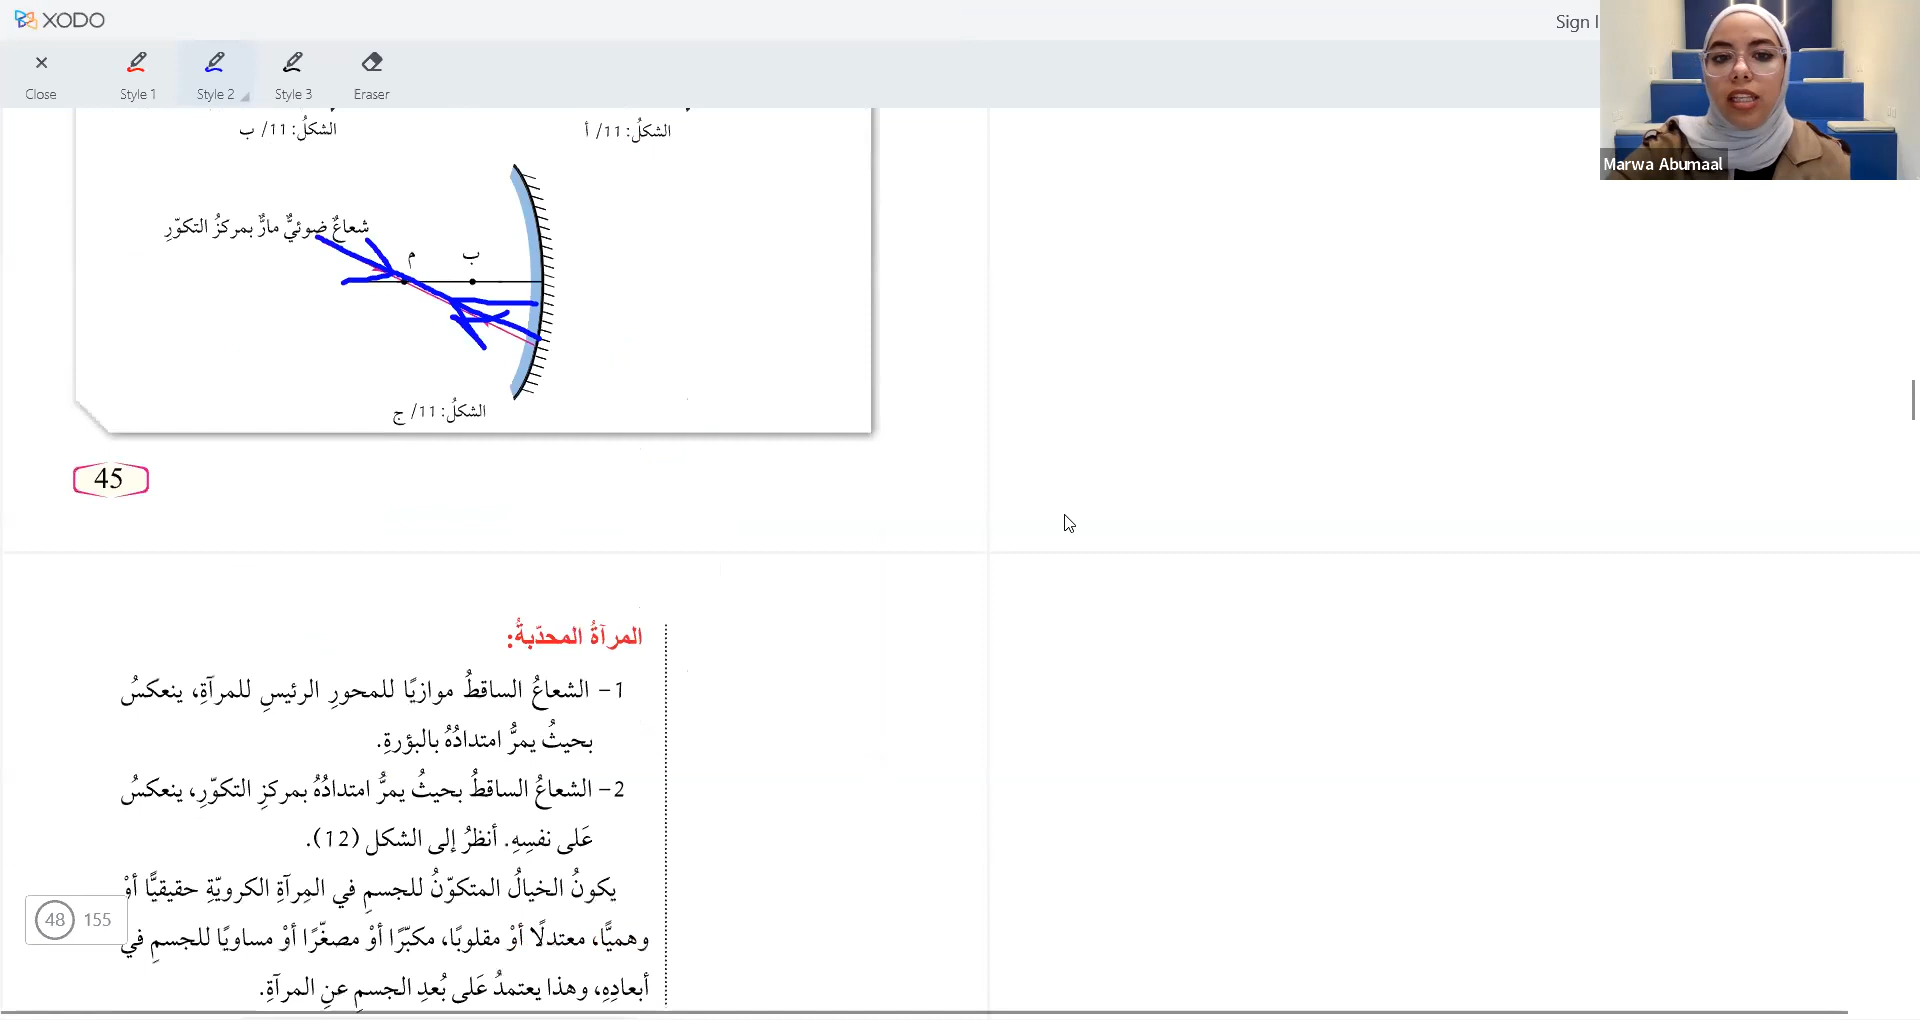 XODO
Sign I
Close
Style 1
Style 2
Style 3
Eraser
Marwa Abumaal
الشكلُ: 11/ أ
الشكلُ: 11/ ب
شعاعٌ ضوئيٌّ مارٌّ بمركزُ التكوّرِ
م
ب
الشكلُ: 11/ ج
45
المرآةُ المحدّبةُ:
1- الشعاعُ الساقطُ موازيًا للمحورِ الرئيسِ للمرآةِ، ينعكسُ
بحيثُ يمرُّ امتدادُهُ بالبؤرةِ.
2- الشعاعُ الساقطُ بحيثُ يمرُّ امتدادُهُ بمركزِ التكوّرِ، ينعكسُ
عَلى نفسِهِ. أنظرُ إلى الشكل (12).
يكونُ الخيالُ المتكوّنُ للجسمِ في المِرآةِ الكرويّةِ حقيقيًّا أوْ
وهميًّا، معتدلًا أوْ مقلوبًا، مكبّرًا أوْ مصغّرًا أوْ مساويًا للجسمِ في
أبعادِهِ، وهذا يعتمدُ عَلى بُعدِ الجسمِ عنِ المرآةِ.
48 155